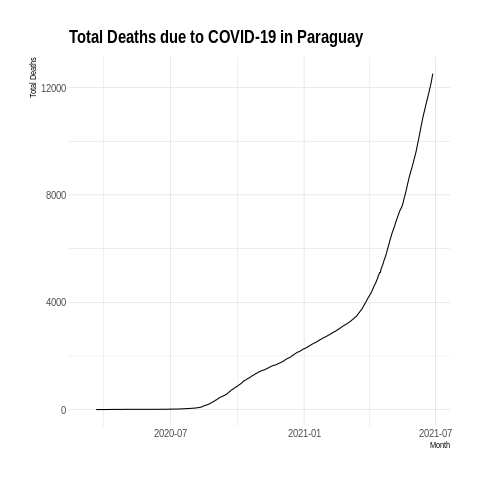 Total Deaths due to COVID-19 in Paraguay
Total Deaths
12000
8000
4000
0
2020-07
2021-01
2021-07
Month